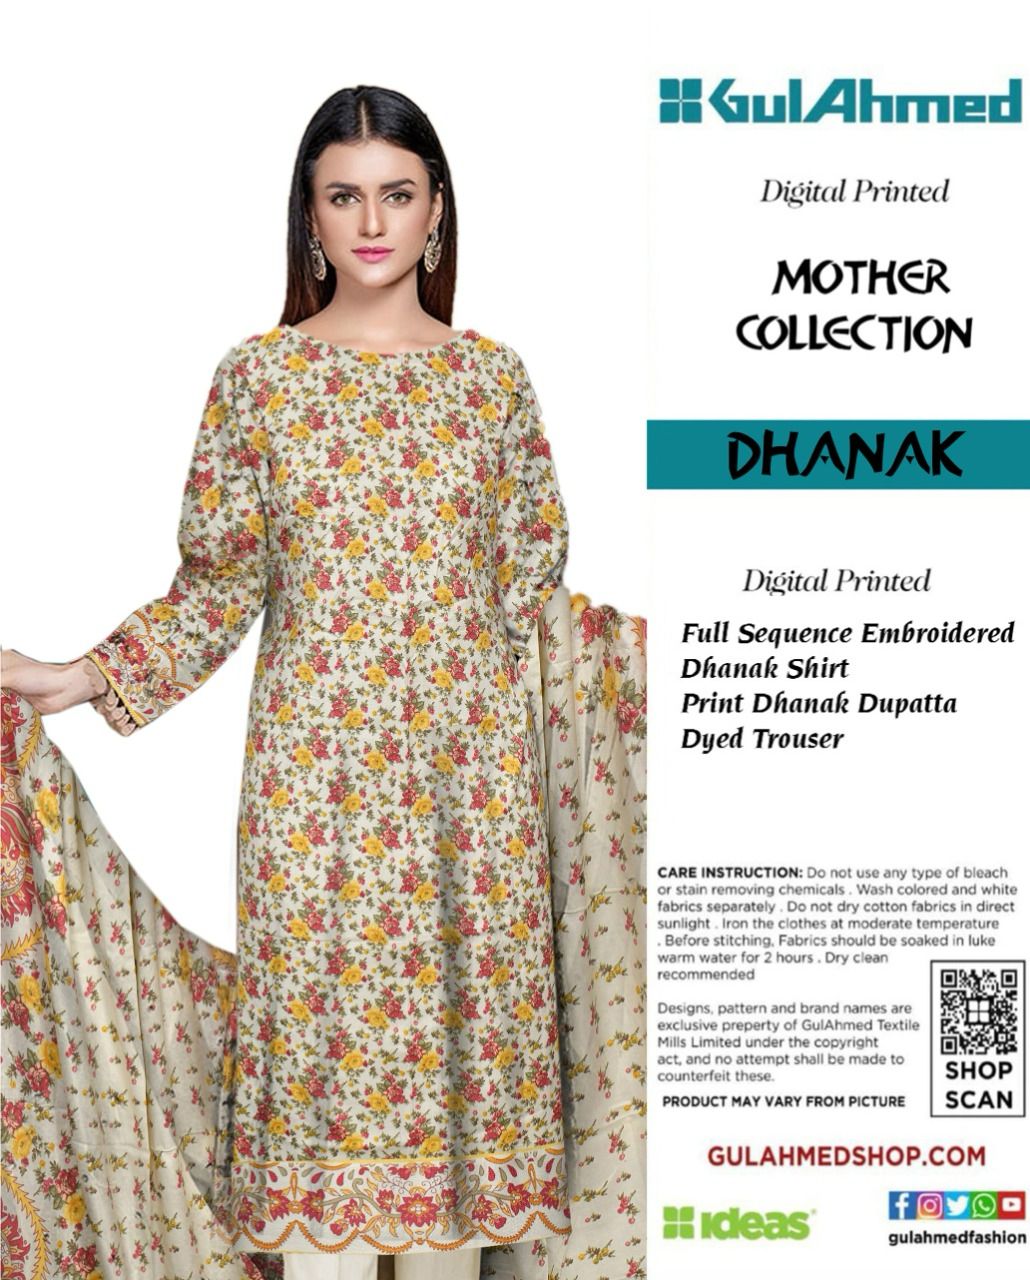 GulAhmed
Digital Printed
MOTHER
COLLECTION
DHANAK
Digital Printed
Full Sequence Embroidered
Dhanak Shirt
Print Dhanak Dupatta
Dyed Trouser
CARE INSTRUCTION: Do not use any type of bleach
or stain removing chemicals . Wash colored and white
fabrics separately . Do not dry cotton fabrics in direct
sunlight . Iron the clothes at moderate temperature
. Before stitching, Fabrics should be soaked in luke
warm water for 2 hours . Dry clean
recommended
Designs, pattern and brand names are
exclusive preperty of GulAhmed Textile
Mills Limited under the copyright
act, and no attempt shall be made to
counterfeit these.
PRODUCT MAY VARY FROM PICTURE
SHOP
SCAN
GULAHMEDSHOP.COM
ideas
gulahmedfashion